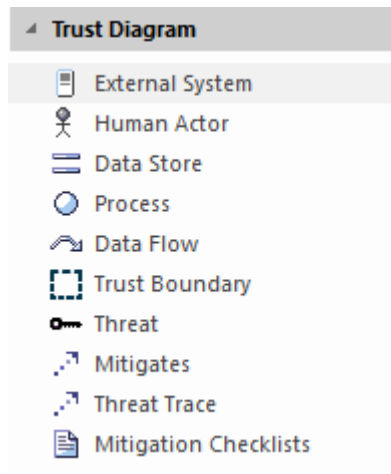 Trust Diagram
External System
Human Actor
Data Store
Process
Data Flow
Trust Boundary
Threat
Mitigates
Threat Trace
Mitigation Checklists